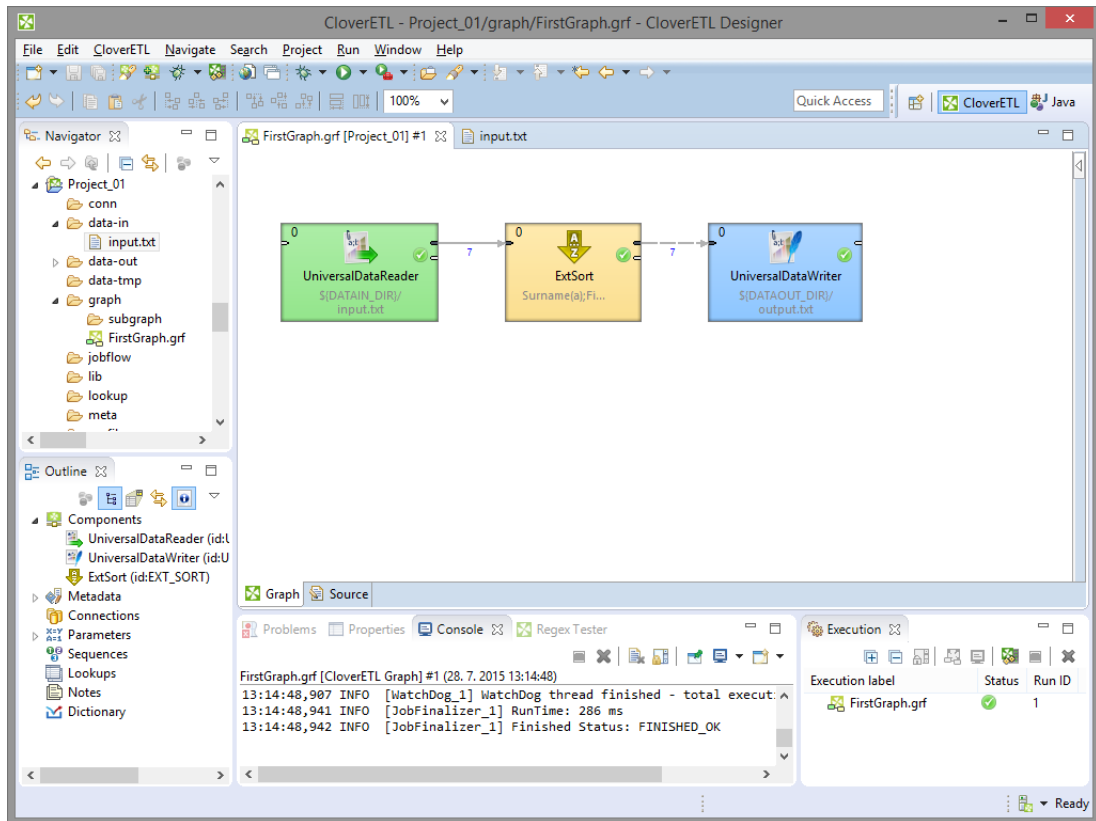 CloverETL - Project_01/graph/FirstGraph.grf - CloverETL Designer
File Edit CloverETL Navigate Search Project Run Window Help
100%
Quick Access
CloverETL
Java
Navigator
Project_01
conn
data-in
input.txt
data-out
data-tmp
graph
subgraph
FirstGraph.grf
jobflow
lib
lookup
meta
FirstGraph.grf [Project_01] #1
input.txt
0
UniversalDataReader
${DATAIN_DIR}/
input.txt
7
0
ExtSort
Surname(a);Fi...
7
0
UniversalDataWriter
${DATAOUT_DIR}/
output.txt
Graph
Source
Outline
Components
UniversalDataReader (id:U
UniversalDataWriter (id:U
ExtSort (id:EXT_SORT)
Metadata
Connections
Parameters
Sequences
Lookups
Notes
Dictionary
Problems Properties Console Regex Tester
FirstGraph.grf [CloverETL Graph] #1 (28. 7. 2015 13:14:48)
13:14:48,907 INFO [WatchDog_1] WatchDog thread finished - total execut
13:14:48,941 INFO [JobFinalizer_1] RunTime: 286 ms
13:14:48,942 INFO [JobFinalizer_1] Finished Status: FINISHED_OK
Execution
Execution label Status Run ID
FirstGraph.grf 1
Ready